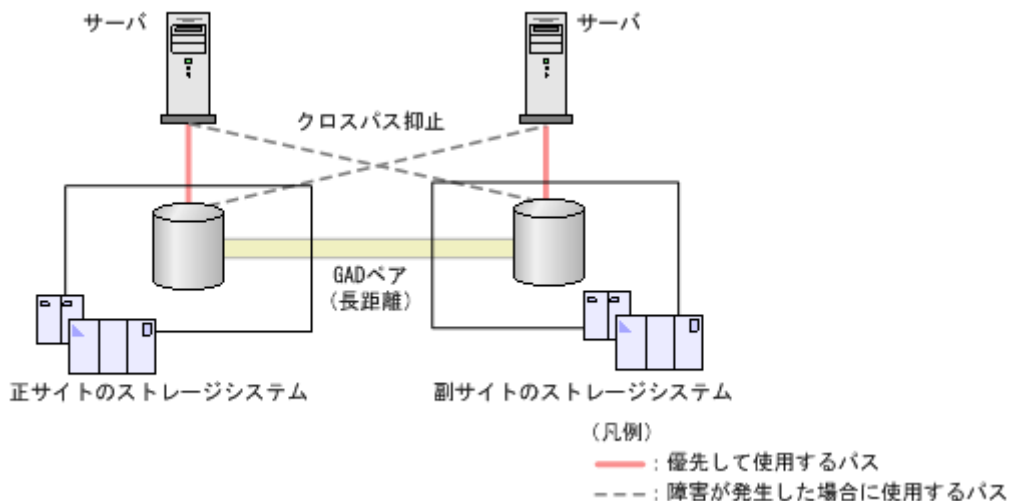 サーバ
サーバ
クロスパス抑止
GADペア
（長距離）
正サイトのストレージシステム
副サイトのストレージシステム
（凡例）
：優先して使用するパス
：障害が発生した場合に使用するパス